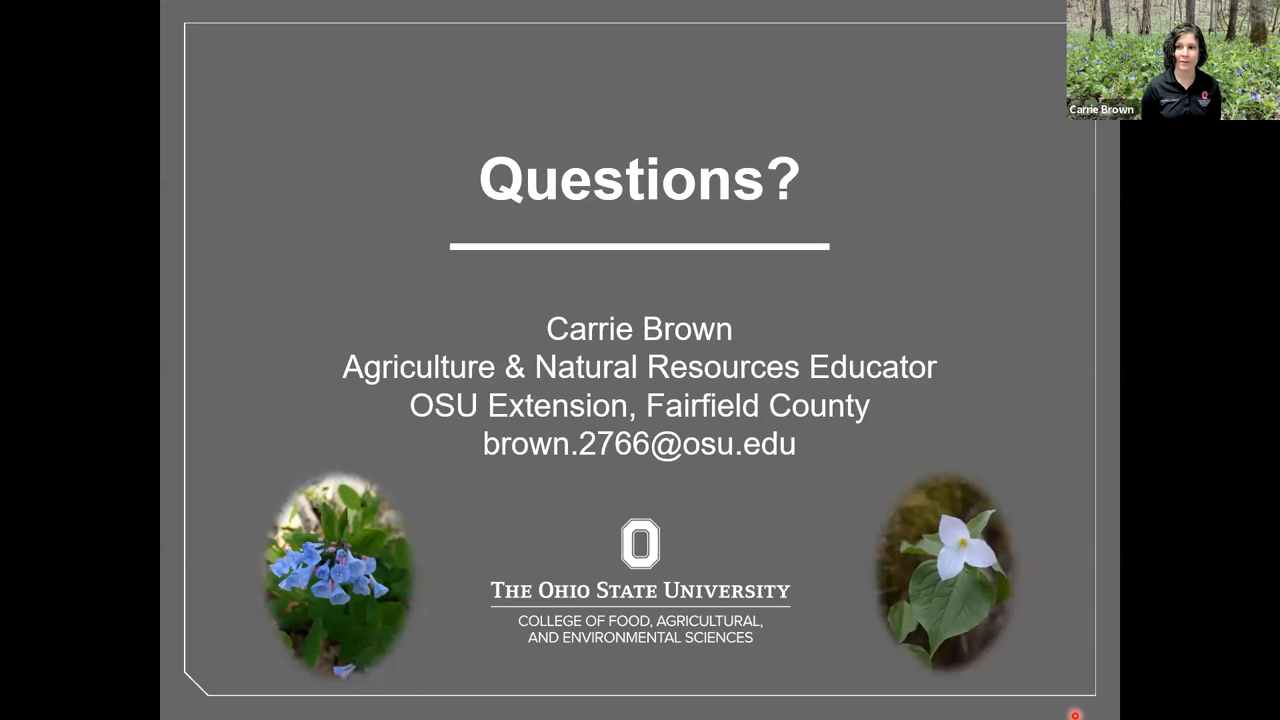 Carrie Brown
Questions?
Carrie Brown
Agriculture & Natural Resources Educator
OSU Extension, Fairfield County
brown.2766@osu.edu
THE OHIO STATE UNIVERSITY
COLLEGE OF FOOD, AGRICULTURAL,
AND ENVIRONMENTAL SCIENCES